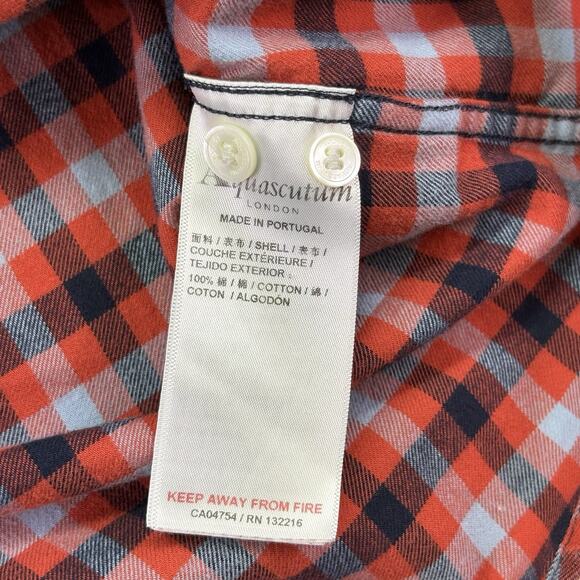 Aquascutum
LONDON
MADE IN PORTUGAL
面料 / 表布 / SHELL / 表布 /
COUCHE EXTÉRIEURE /
TEJIDO EXTERIOR :
100% 棉 / 棉 / COTTON / 綿 /
COTON / ALGODÓN
KEEP AWAY FROM FIRE
CA04754 / RN 132216